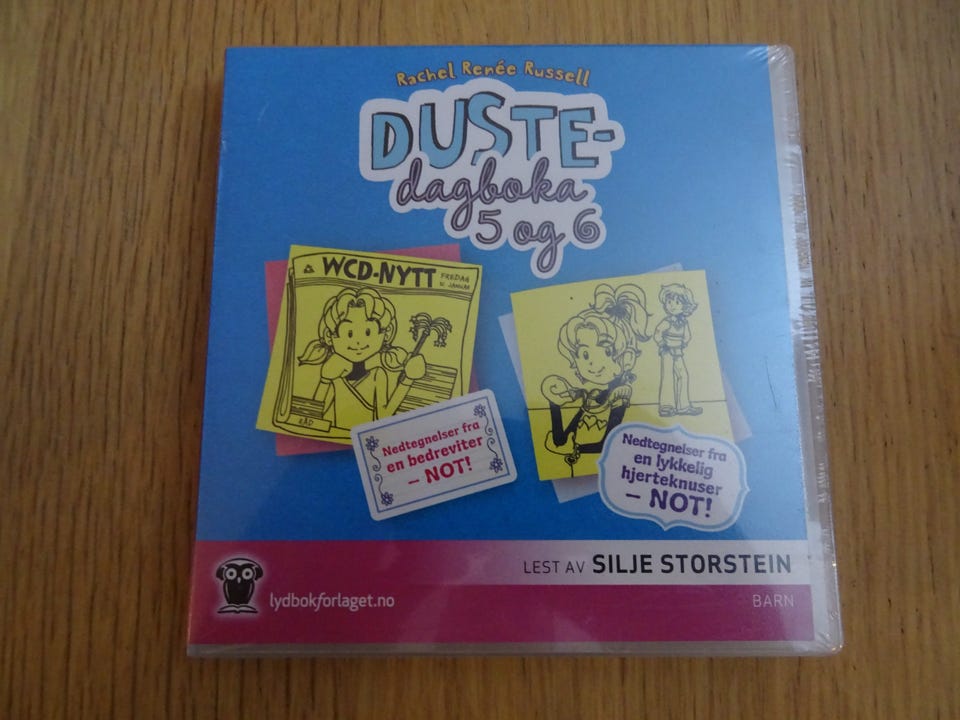 Rachel Renée Russell
DUSTE-
dagboka
5 og 6
WCD-NYTT
FREDAG
RÅD
Nedtegnelser fra
en bedreviter
– NOT!
Nedtegnelser fra
en lykkelig
hjerteknuser
– NOT!
LEST AV SILJE STORSTEIN
lydbokforlaget.no
BARN